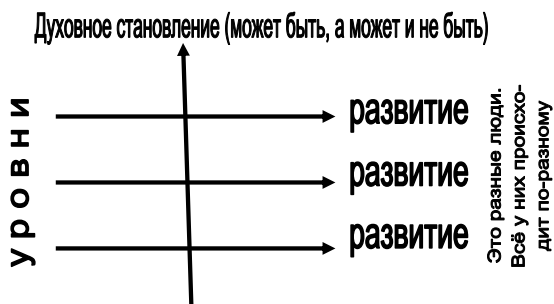 Духовное становление (может быть, а может и не быть)
уровни
развитие
развитие
развитие
Это разные люди.
Всё у них происхо-
дит по-разному